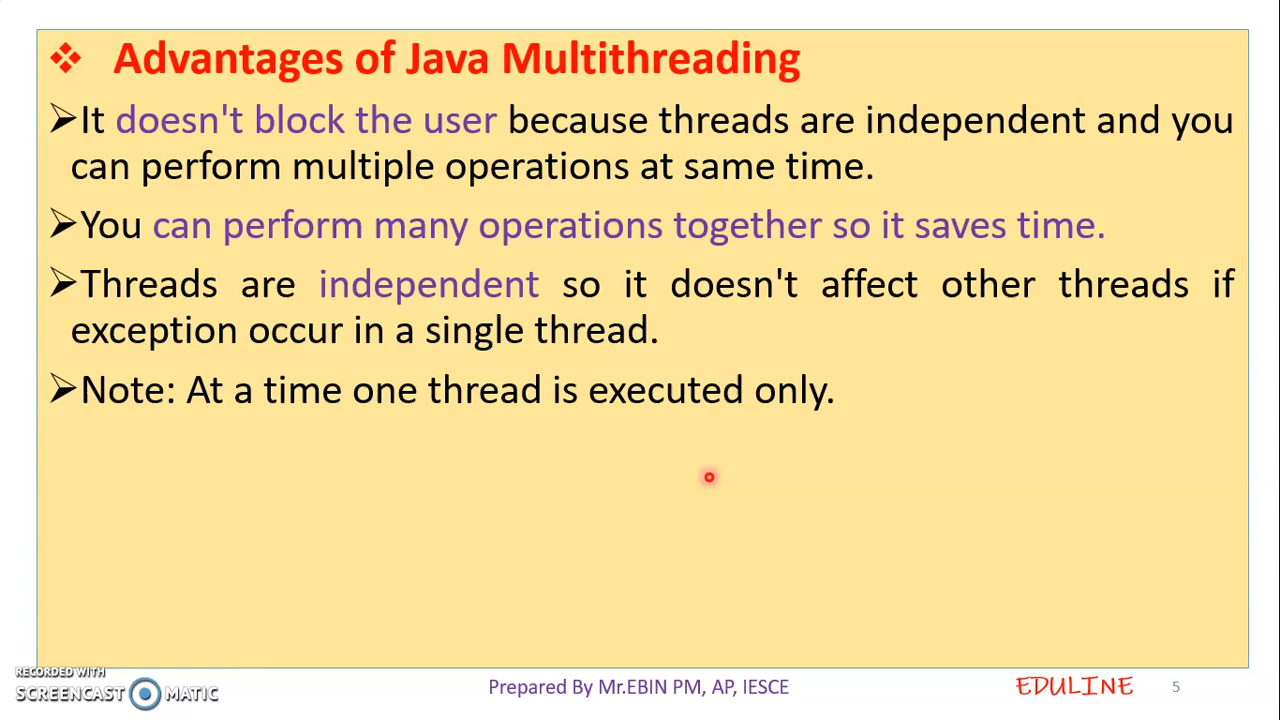 ❖ Advantages of Java Multithreading
➢It doesn't block the user because threads are independent and you
can perform multiple operations at same time.
➢You can perform many operations together so it saves time.
➢Threads are independent so it doesn't affect other threads if
exception occur in a single thread.
➢Note: At a time one thread is executed only.
RECORDED WITH
SCREENCAST MATIC
Prepared By Mr.EBIN PM, AP, IESCE
EDULINE
5